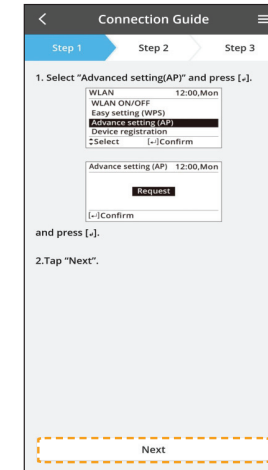 Connection Guide
Step 1 Step 2 Step 3
1. Select "Advanced setting(AP)" and press [↲].
WLAN 12:00,Mon
WLAN ON/OFF
Easy setting (WPS)
Advance setting (AP)
Device registration
Select [↲]Confirm
Advance setting (AP) 12:00,Mon
Request
[↲]Confirm
and press [↲].
2.Tap "Next".
Next